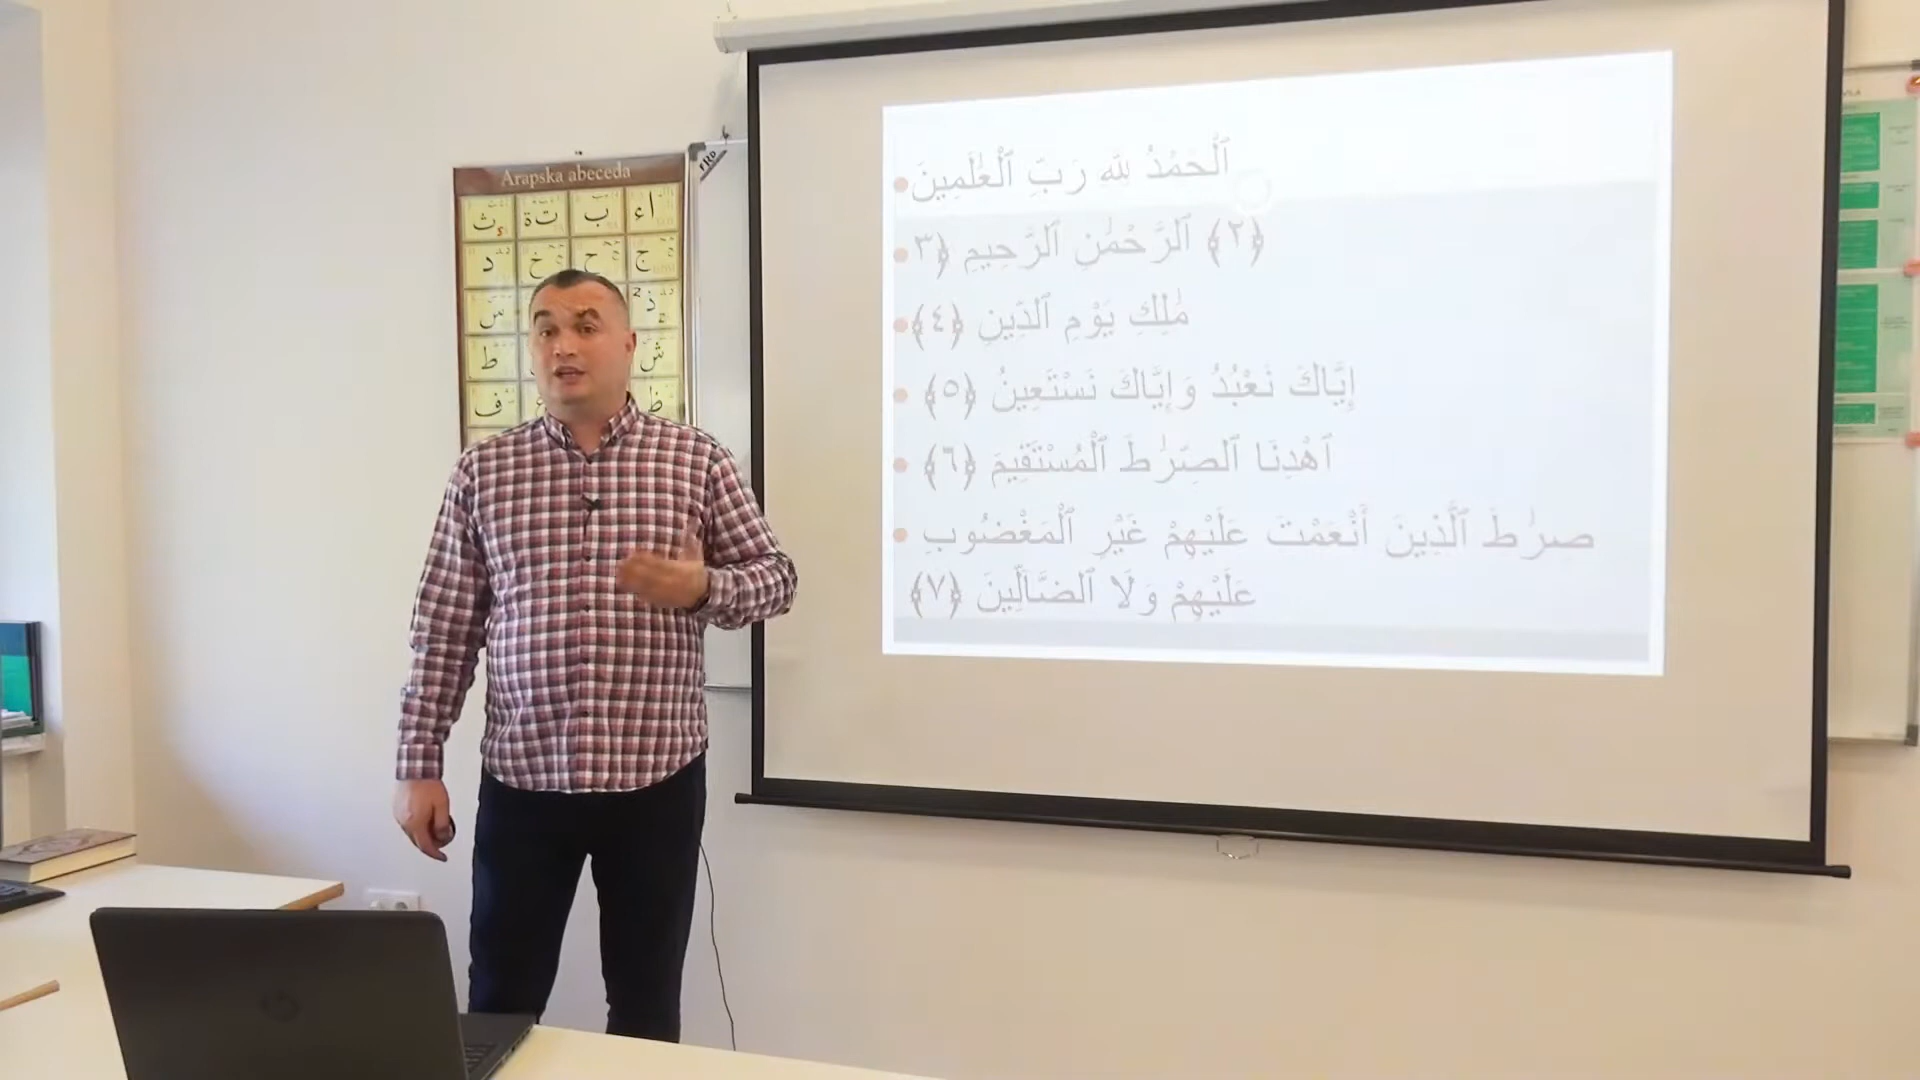 Arapska abeceda
ا ء ب ت ة ث
ج ح خ د
ذ س
ش ط
ظ ف
ٱلْحَمْدُ لِلَّهِ رَبِّ ٱلْعَٰلَمِينَ
﴿٢﴾ ٱلرَّحْمَٰنِ ٱلرَّحِيمِ ﴿٣
مَٰلِكِ يَوْمِ ٱلدِّينِ ﴿٤﴾
إِيَّاكَ نَعْبُدُ وَإِيَّاكَ نَسْتَعِينُ ﴿٥﴾
ٱهْدِنَا ٱلصِّرَٰطَ ٱلْمُسْتَقِيمَ ﴿٦﴾
صِرَٰطَ ٱلَّذِينَ أَنْعَمْتَ عَلَيْهِمْ غَيْرِ ٱلْمَغْضُوبِ
عَلَيْهِمْ وَلَا ٱلضَّآلِّينَ ﴿٧﴾